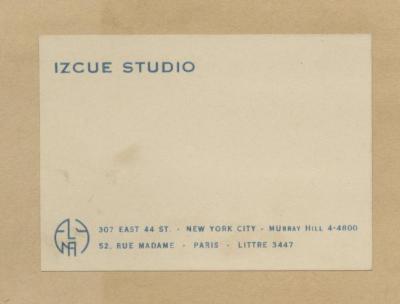 IZCUE STUDIO
307 EAST 44 ST. - NEW YORK CITY - MURRAY HILL 4-4800
52, RUE MADAME - PARIS - LITTRE 3447